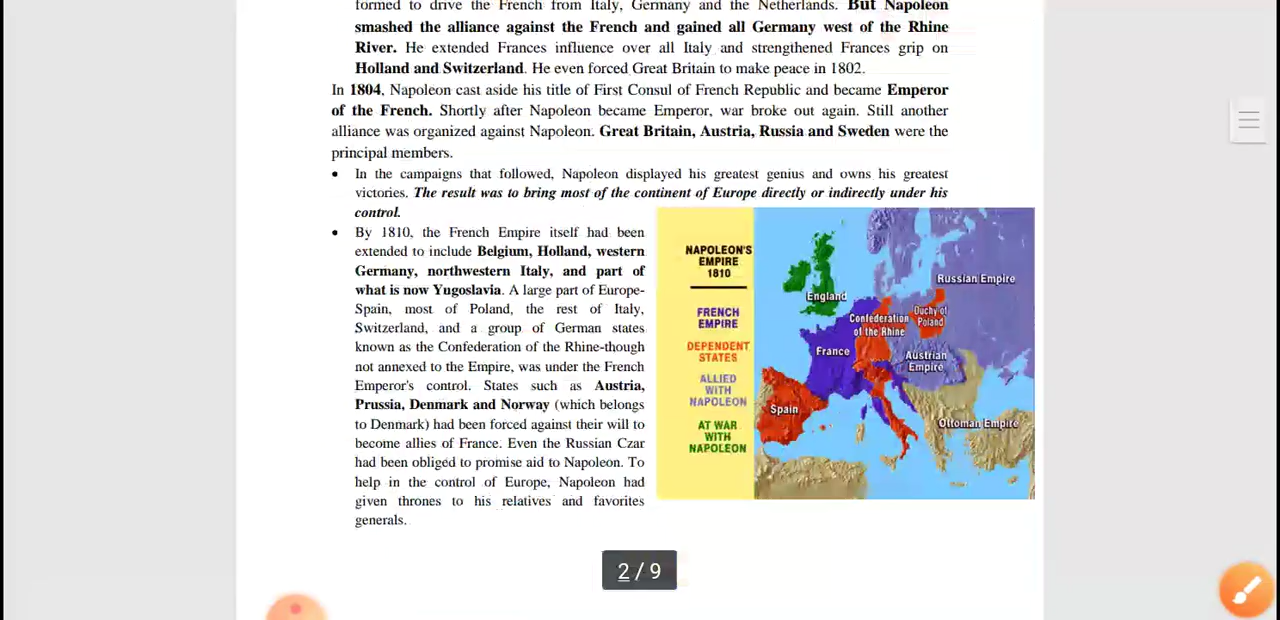 formed to drive the French from Italy, Germany and the Netherlands. But Napoleon
smashed the alliance against the French and gained all Germany west of the Rhine
River. He extended Frances influence over all Italy and strengthened Frances grip on
Holland and Switzerland. He even forced Great Britain to make peace in 1802.
In 1804, Napoleon cast aside his title of First Consul of French Republic and became Emperor
of the French. Shortly after Napoleon became Emperor, war broke out again. Still another
alliance was organized against Napoleon. Great Britain, Austria, Russia and Sweden were the
principal members.
• In the campaigns that followed, Napoleon displayed his greatest genius and owns his greatest
victories. The result was to bring most of the continent of Europe directly or indirectly under his
control.
• By 1810, the French Empire itself had been
extended to include Belgium, Holland, western
Germany, northwestern Italy, and part of
what is now Yugoslavia. A large part of Europe-
Spain, most of Poland, the rest of Italy,
Switzerland, and a group of German states
known as the Confederation of the Rhine-though
not annexed to the Empire, was under the French
Emperor's control. States such as Austria,
Prussia, Denmark and Norway (which belongs
to Denmark) had been forced against their will to
become allies of France. Even the Russian Czar
had been obliged to promise aid to Napoleon. To
help in the control of Europe, Napoleon had
given thrones to his relatives and favorites
generals.
NAPOLEON'S
EMPIRE
1810
FRENCH
EMPIRE
DEPENDENT
STATES
ALLIED
WITH
NAPOLEON
AT WAR
WITH
NAPOLEON
Russian Empire
England
Confederation
of the Rhine
Duchy of
Poland
France
Austrian
Empire
Spain
Ottoman Empire
2 / 9